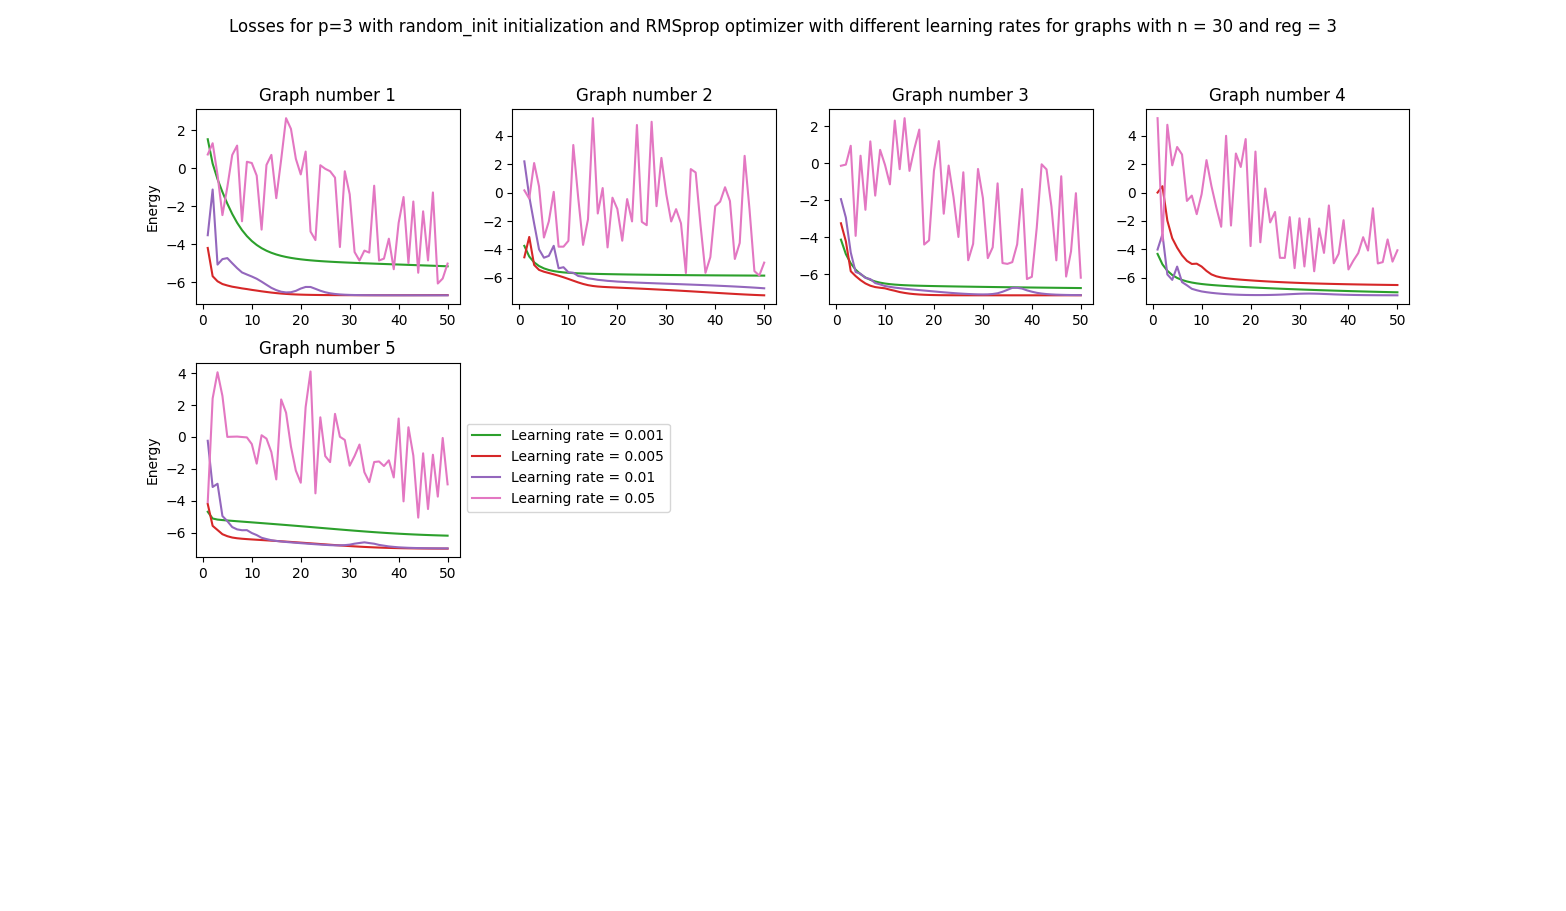 Losses for p=3 with random_init initialization and RMSprop optimizer with different learning rates for graphs with n = 30 and reg = 3
Graph number 1
Graph number 2
Graph number 3
Graph number 4
Energy
2
0
−2
−4
−6
0 10 20 30 40 50
4
2
0
−2
−4
−6
0 10 20 30 40 50
2
0
−2
−4
−6
0 10 20 30 40 50
4
2
0
−2
−4
−6
0 10 20 30 40 50
Graph number 5
Energy
4
2
0
−2
−4
−6
0 10 20 30 40 50
Learning rate = 0.001
Learning rate = 0.005
Learning rate = 0.01
Learning rate = 0.05